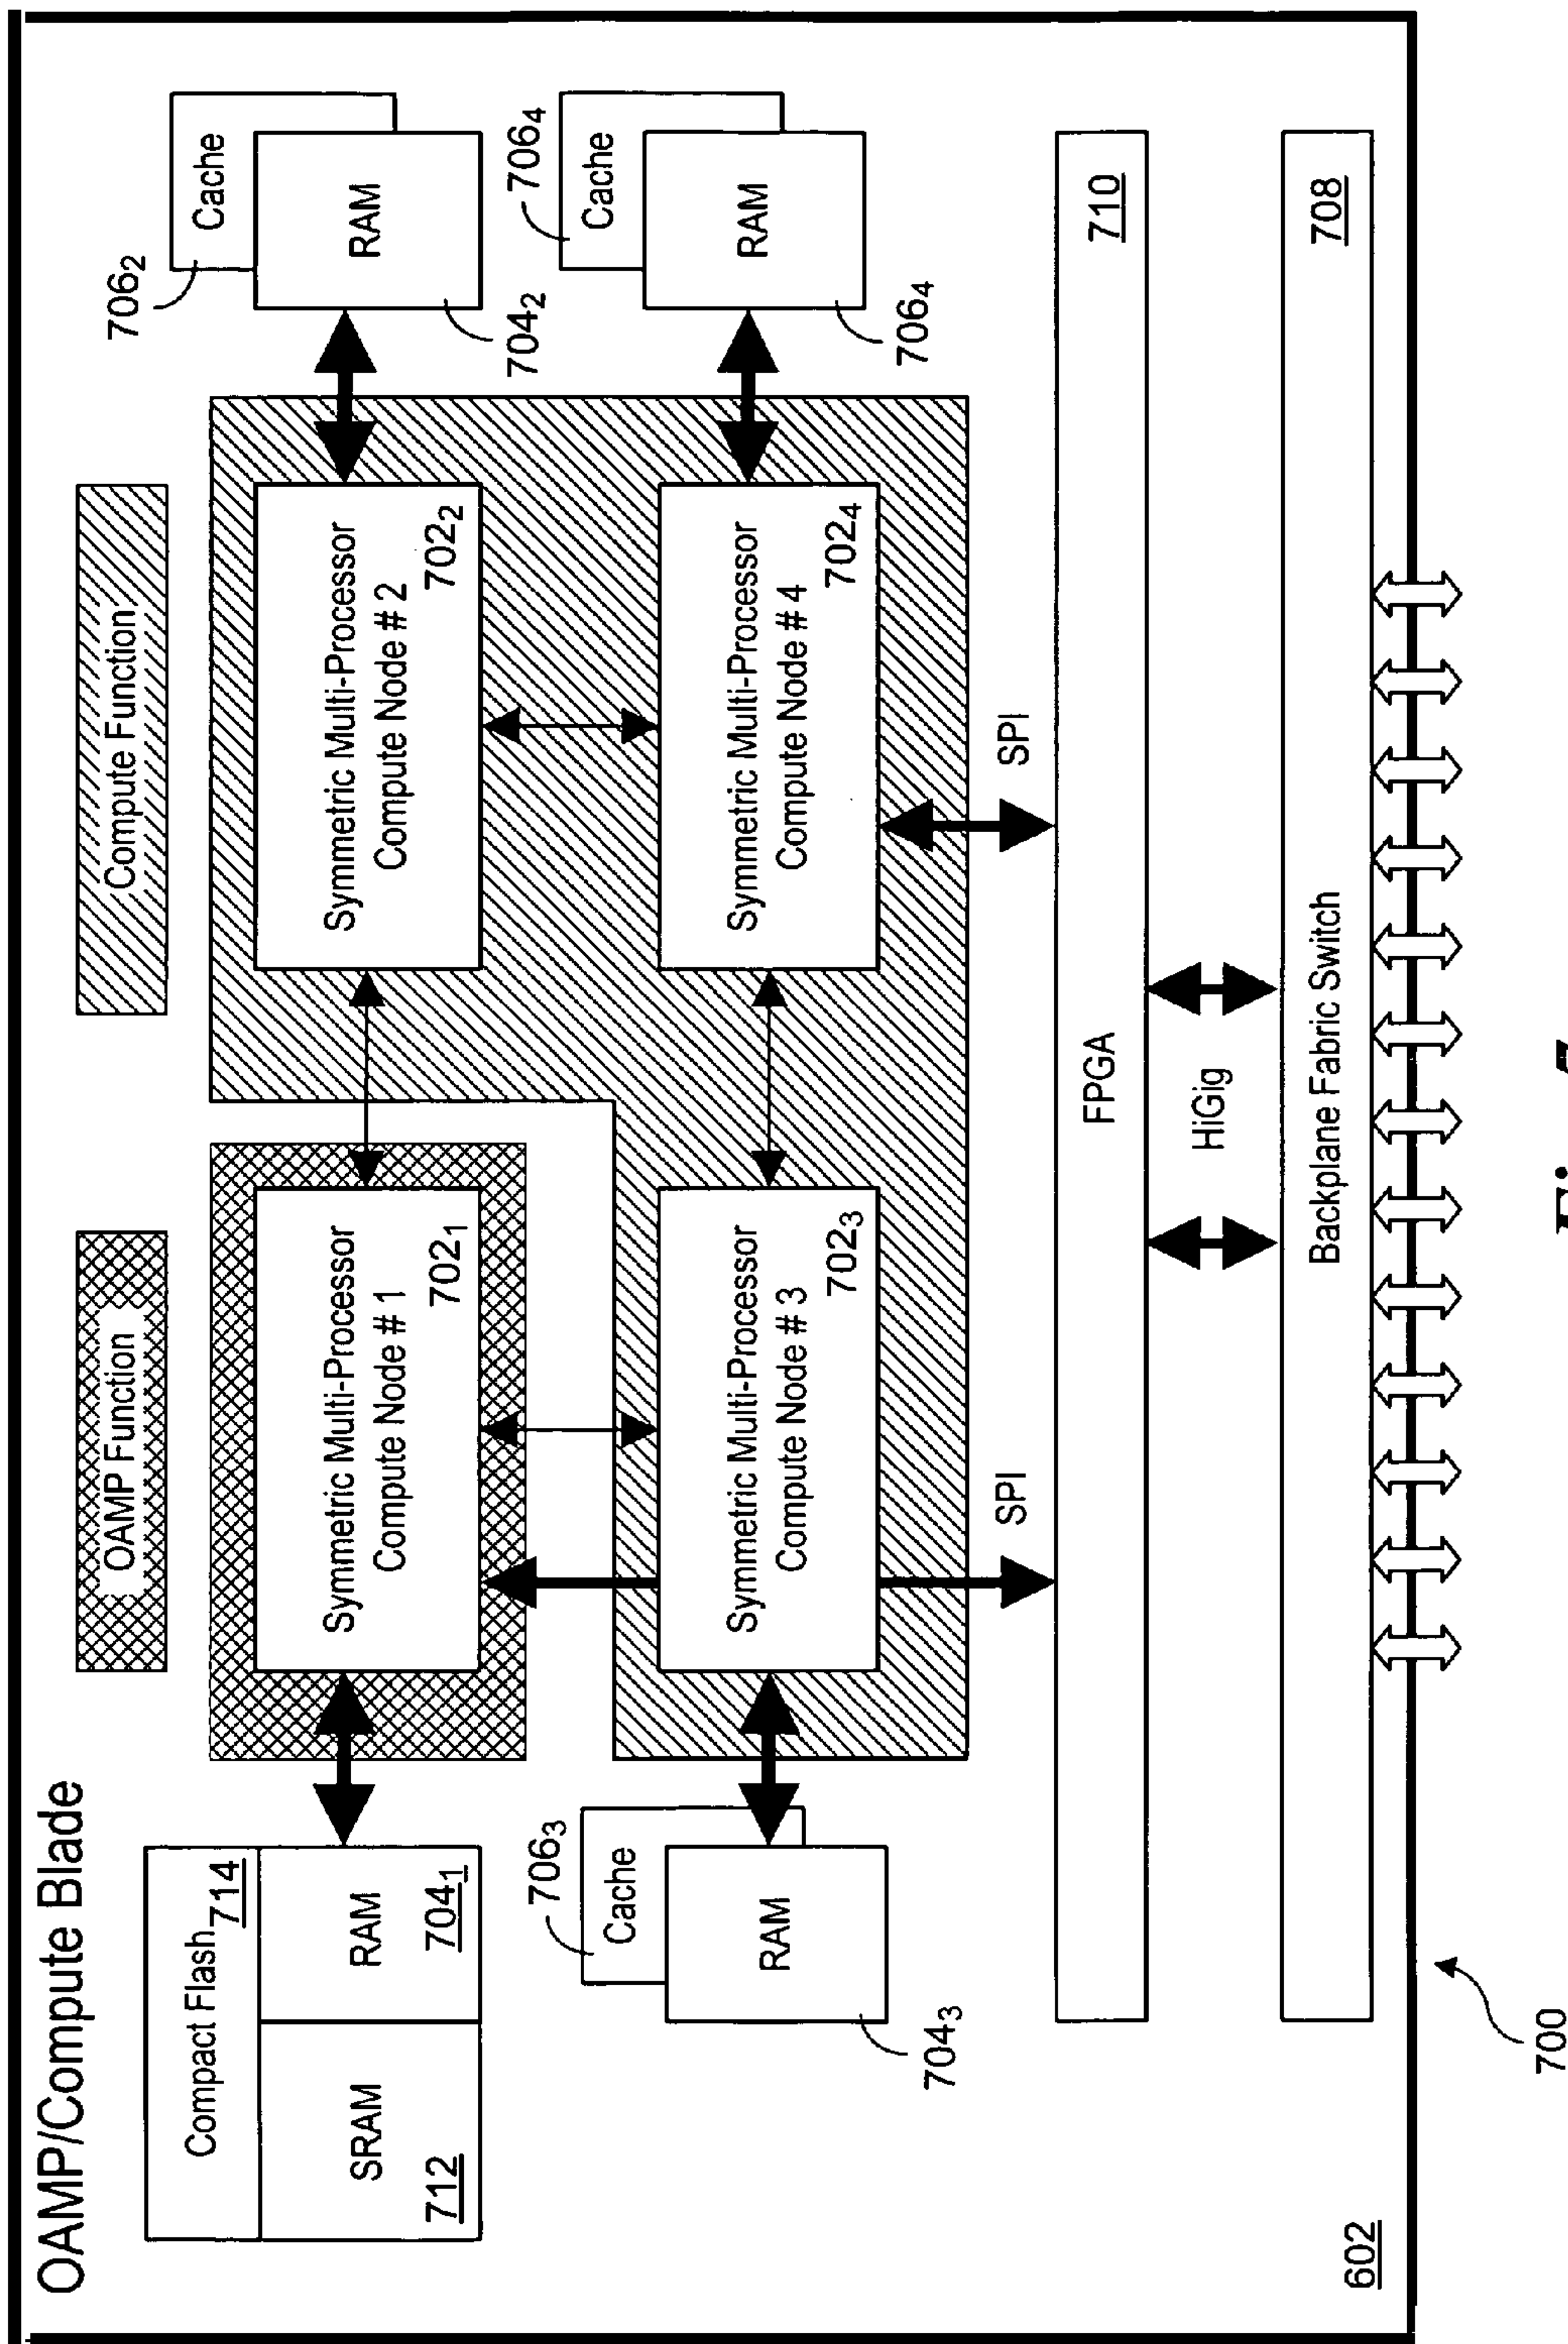 OAMP/Compute Blade
OAMP Function
Compute Function
Compact Flash
714
SRAM
712
RAM
704₁
Symmetric Multi-Processor
Compute Node # 1
702₁
Symmetric Multi-Processor
Compute Node # 2
702₂
706₂
Cache
RAM
704₂
706₃
Cache
RAM
704₃
Symmetric Multi-Processor
Compute Node # 3
702₃
Symmetric Multi-Processor
Compute Node # 4
702₄
706₄
Cache
RAM
706₄
SPI
SPI
FPGA
710
HiGig
Backplane Fabric Switch
708
602
700